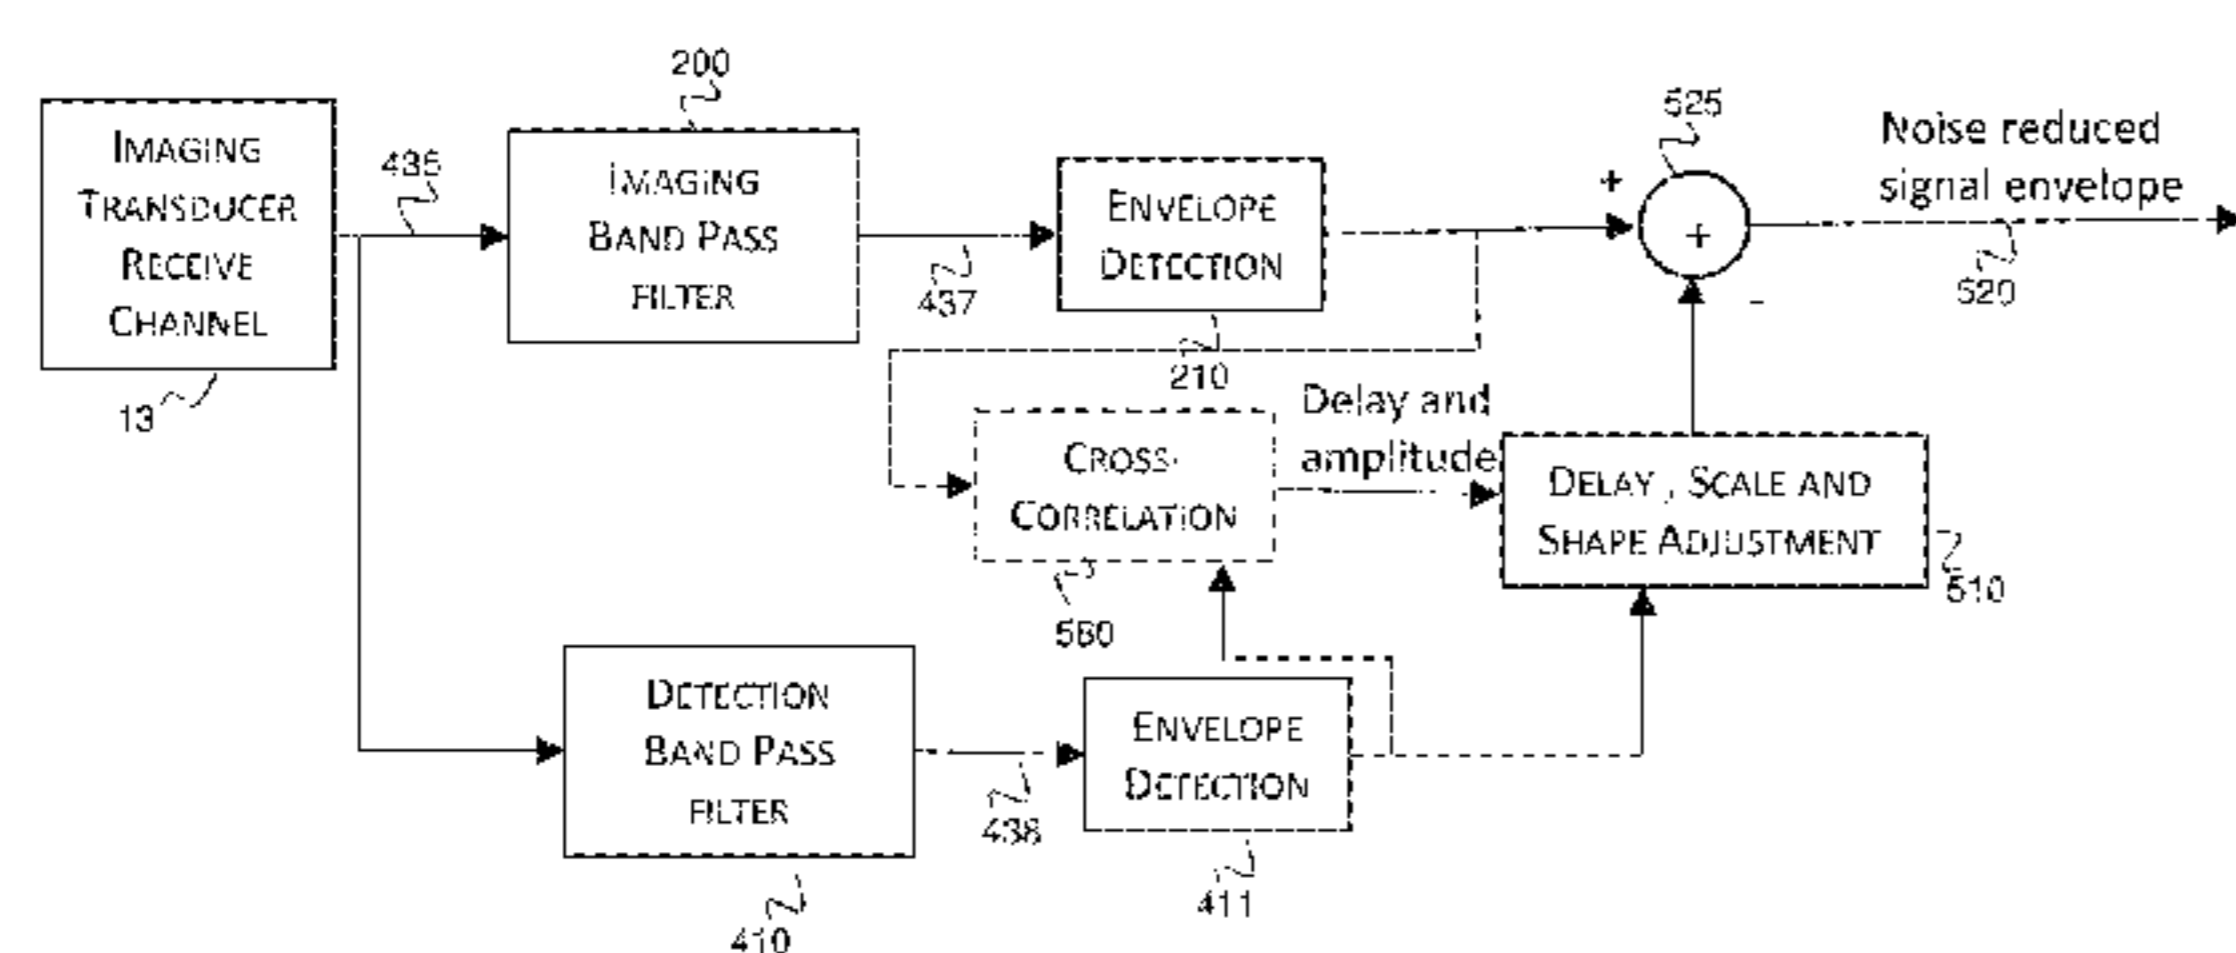 200
525
IMAGING
TRANSDUCER
RECEIVE
CHANNEL
13
435
IMAGING
BAND PASS
FILTER
437
ENVELOPE
DETECTION
210
+
+
-
Noise reduced
signal envelope
520
CROSS-
CORRELATION
560
Delay and
amplitude
DELAY , SCALE AND
SHAPE ADJUSTMENT
510
DETECTION
BAND PASS
FILTER
410
438
ENVELOPE
DETECTION
411